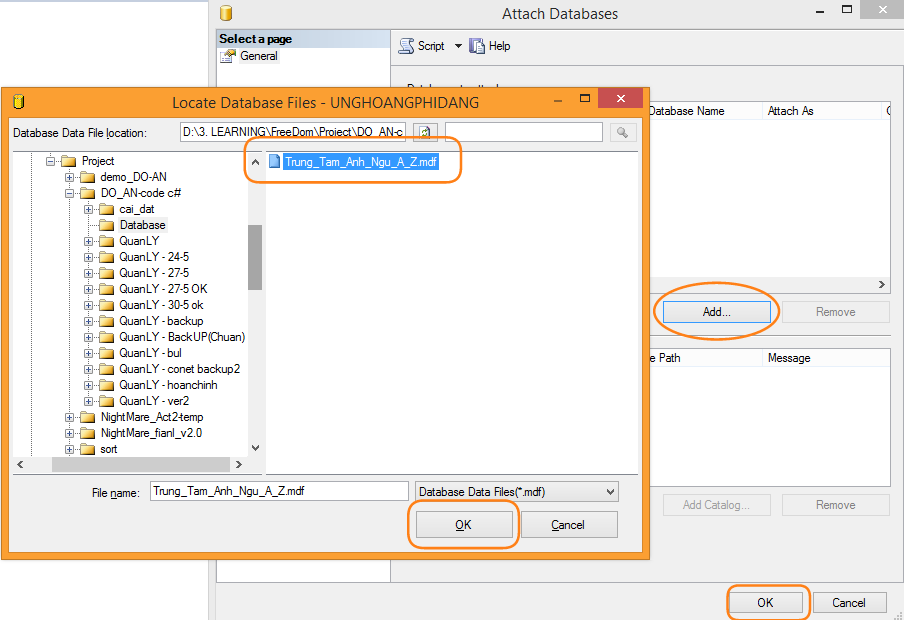 Attach Databases
Select a page
General
Script
Help
Locate Database Files - UNGHOANGPHIDANG
Database Data File location:
D:\3. LEARNING\FreeDom\Project\DO_AN-c
Database Name
Attach As
Project
demo_DO-AN
DO_AN-code c#
cai_dat
Database
QuanLY
QuanLY - 24-5
QuanLY - 27-5
QuanLY - 27-5 OK
QuanLY - 30-5 ok
QuanLY - backup
QuanLY - BackUP(Chuan)
QuanLY - bul
QuanLY - conet backup2
QuanLY - hoanchinh
QuanLY - ver2
NightMare_Act2-temp
NightMare_fianl_v2.0
sort
Trung_Tam_Anh_Ngu_A_Z.mdf
Add...
Remove
e Path
Message
File name:
Trung_Tam_Anh_Ngu_A_Z.mdf
Database Data Files(*.mdf)
OK
Cancel
Add Catalog...
Remove
OK
Cancel